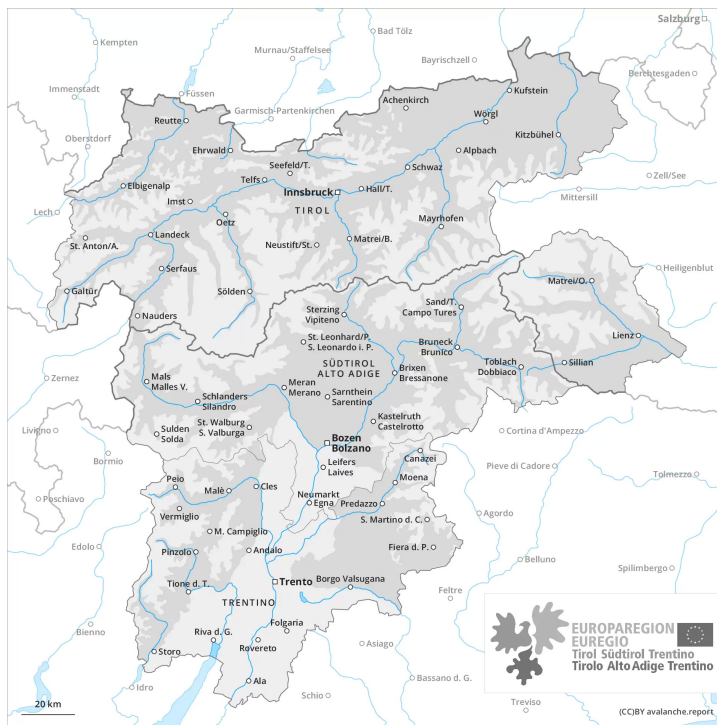 Salzburg
Kempten
Bad Tölz
Murnau/Staffelsee
Bayrischzell
Berchtesgaden
Immenstadt
Füssen
Garmisch-Partenkirchen
Achenkirch
Kufstein
Reutte
Wörgl
Oberstdorf
Ehrwald
Kitzbühel
Alpbach
Seefeld/T.
Schwaz
Telfs
Zell/See
Elbigenalp
Innsbruck
Hall/T.
Mittersill
Imst
TIROL
Lech
Oetz
Mayrhofen
Landeck
St. Anton/A.
Neustift/St.
Matrei/B.
Serfaus
Heiligenblut
Matrei/O.
Galtür
Sölden
Sand/T.
Campo Tures
Nauders
Sterzing
Vipiteno
Lienz
St. Leonhard/P.
S. Leonardo i. P.
Bruneck
Brunico
Toblach
Dobbiaco
Sillian
SÜDTIROL
ALTO ADIGE
Brixen
Bressanone
Zernez
Mals
Malles V.
Meran
Merano
Schlanders
Silandro
Sarnthein
Sarentino
Kastelruth
Castelrotto
St. Walburg
S. Valburga
Livigno
Sulden
Solda
Cortina d'Ampezzo
Bozen
Bolzano
Bormio
Canazei
Pieve di Cadore
Leifers
Laives
Tolmezzo
Peio
Moena
Malè
Cles
Poschiavo
Neumarkt
Egna
Predazzo
Vermiglio
Agordo
S. Martino d. C.
M. Campiglio
Edolo
Fiera d. P.
Pinzolo
Andalo
Belluno
Spilimbergo
Trento
Borgo Valsugana
Tione d. T.
Feltre
TRENTINO
Folgaria
Bienno
Riva d. G.
Rovereto
Asiago
Storo
Bassano d. G.
Ala
Idro
Schio
Treviso
EUROPAREGION
EUREGIO
Tirol Südtirol Trentino
Tirolo Alto Adige Trentino
20 km
(CC)BY avalanche.report